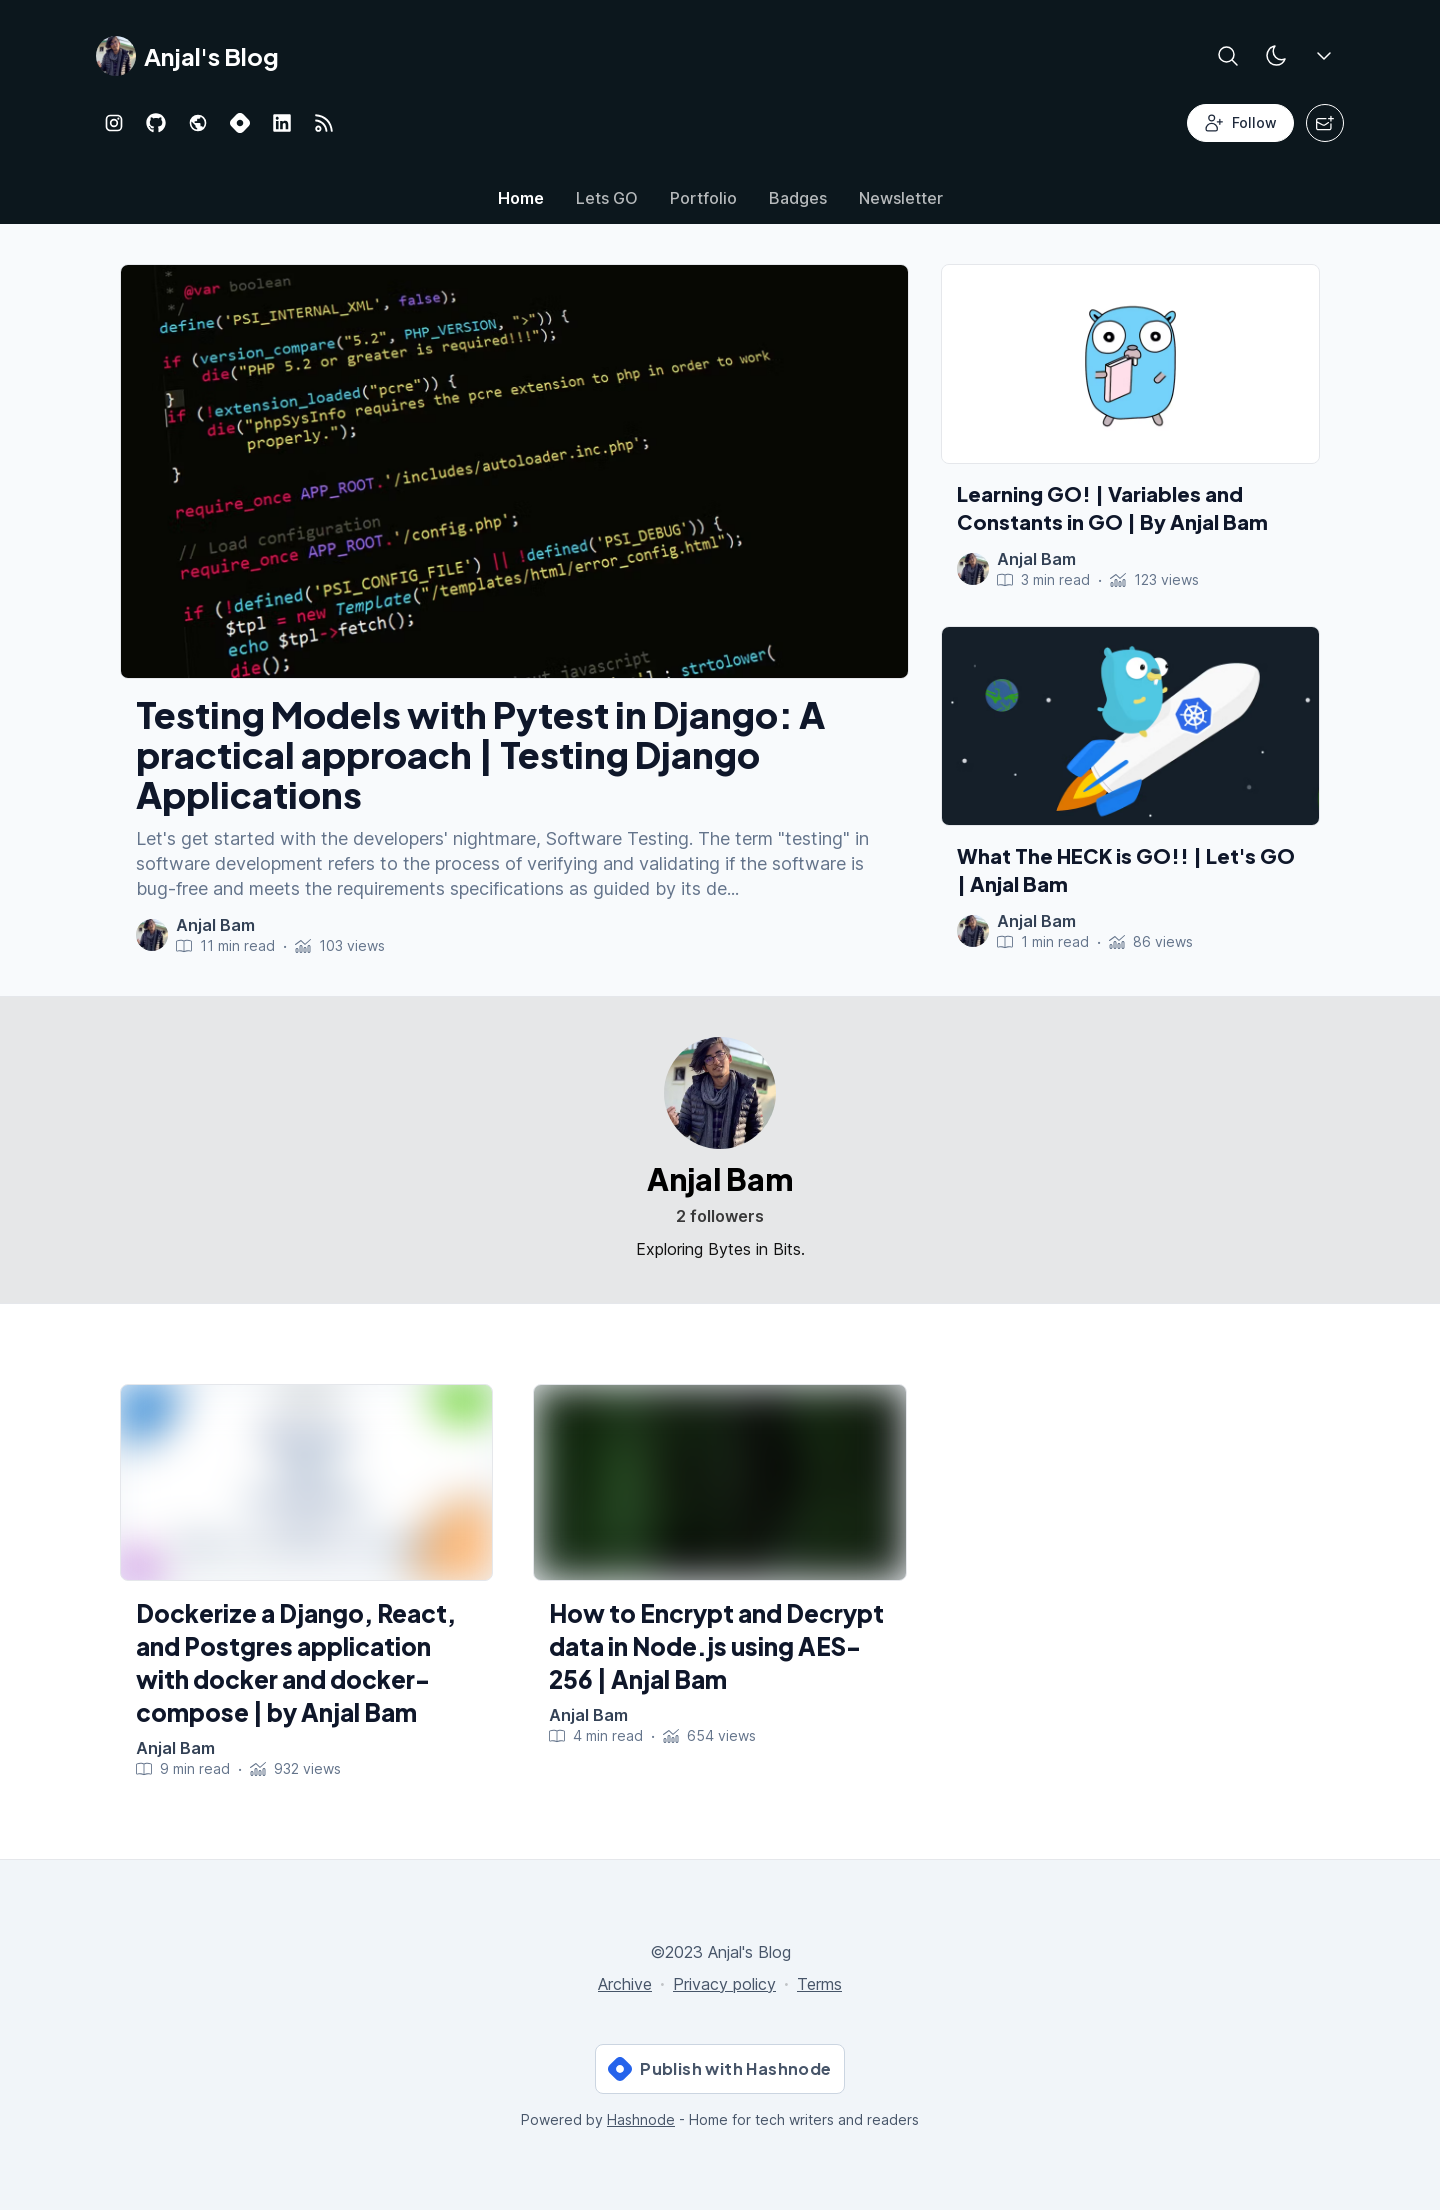 Anjal's Blog
Follow
Home Lets GO Portfolio Badges Newsletter
*
* @var boolean
*/
define('PSI_INTERNAL_XML', false);
if (version_compare("5.2", PHP_VERSION, ">")) {
die("PHP 5.2 or greater is required!!!");
}
if (!extension_loaded("pcre")) {
die("phpSysInfo requires the pcre extension to php in order to work
properly.");
}
require_once APP_ROOT.'/includes/autoloader.inc.php';
// Load configuration
require_once APP_ROOT.'/config.php';
if (!defined('PSI_CONFIG_FILE') || !defined('PSI_DEBUG')) {
$tpl = new Template("/templates/html/error_config.html");
echo $tpl->fetch();
die();
javascript
strtolower(
Testing Models with Pytest in Django: A
practical approach | Testing Django
Applications
Let's get started with the developers' nightmare, Software Testing. The term "testing" in
software development refers to the process of verifying and validating if the software is
bug-free and meets the requirements specifications as guided by its de...
Anjal Bam
11 min read · 103 views
Learning GO! | Variables and
Constants in GO | By Anjal Bam
Anjal Bam
3 min read · 123 views
What The HECK is GO!! | Let's GO
| Anjal Bam
Anjal Bam
1 min read · 86 views
Anjal Bam
2 followers
Exploring Bytes in Bits.
Dockerize a Django, React,
and Postgres application
with docker and docker-
compose | by Anjal Bam
Anjal Bam
9 min read · 932 views
How to Encrypt and Decrypt
data in Node.js using AES-
256 | Anjal Bam
Anjal Bam
4 min read · 654 views
©2023 Anjal's Blog
Archive · Privacy policy · Terms
Publish with Hashnode
Powered by Hashnode - Home for tech writers and readers